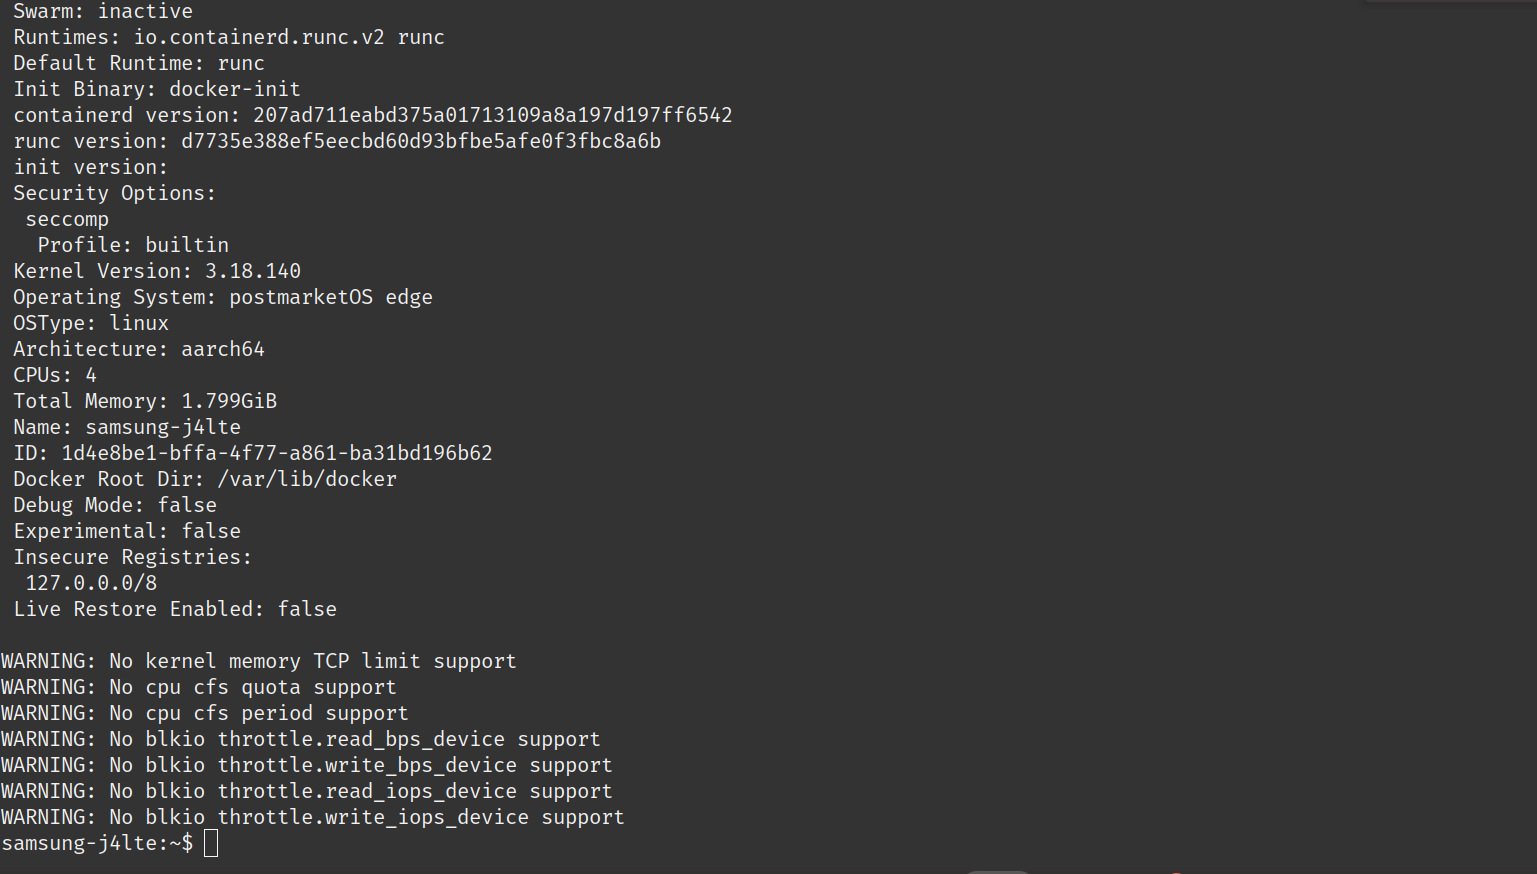 Swarm: inactive
Runtimes: io.containerd.runc.v2 runc
Default Runtime: runc
Init Binary: docker-init
containerd version: 207ad711eabd375a01713109a8a197d197ff6542
runc version: d7735e388ef5eecbd60d93bfbe5afe0f3fbc8a6b
init version:
Security Options:
seccomp
Profile: builtin
Kernel Version: 3.18.140
Operating System: postmarketOS edge
OSType: linux
Architecture: aarch64
CPUs: 4
Total Memory: 1.799GiB
Name: samsung-j4lte
ID: 1d4e8be1-bffa-4f77-a861-ba31bd196b62
Docker Root Dir: /var/lib/docker
Debug Mode: false
Experimental: false
Insecure Registries:
127.0.0.0/8
Live Restore Enabled: false
WARNING: No kernel memory TCP limit support
WARNING: No cpu cfs quota support
WARNING: No cpu cfs period support
WARNING: No blkio throttle.read_bps_device support
WARNING: No blkio throttle.write_bps_device support
WARNING: No blkio throttle.read_iops_device support
WARNING: No blkio throttle.write_iops_device support
samsung-j4lte:~$